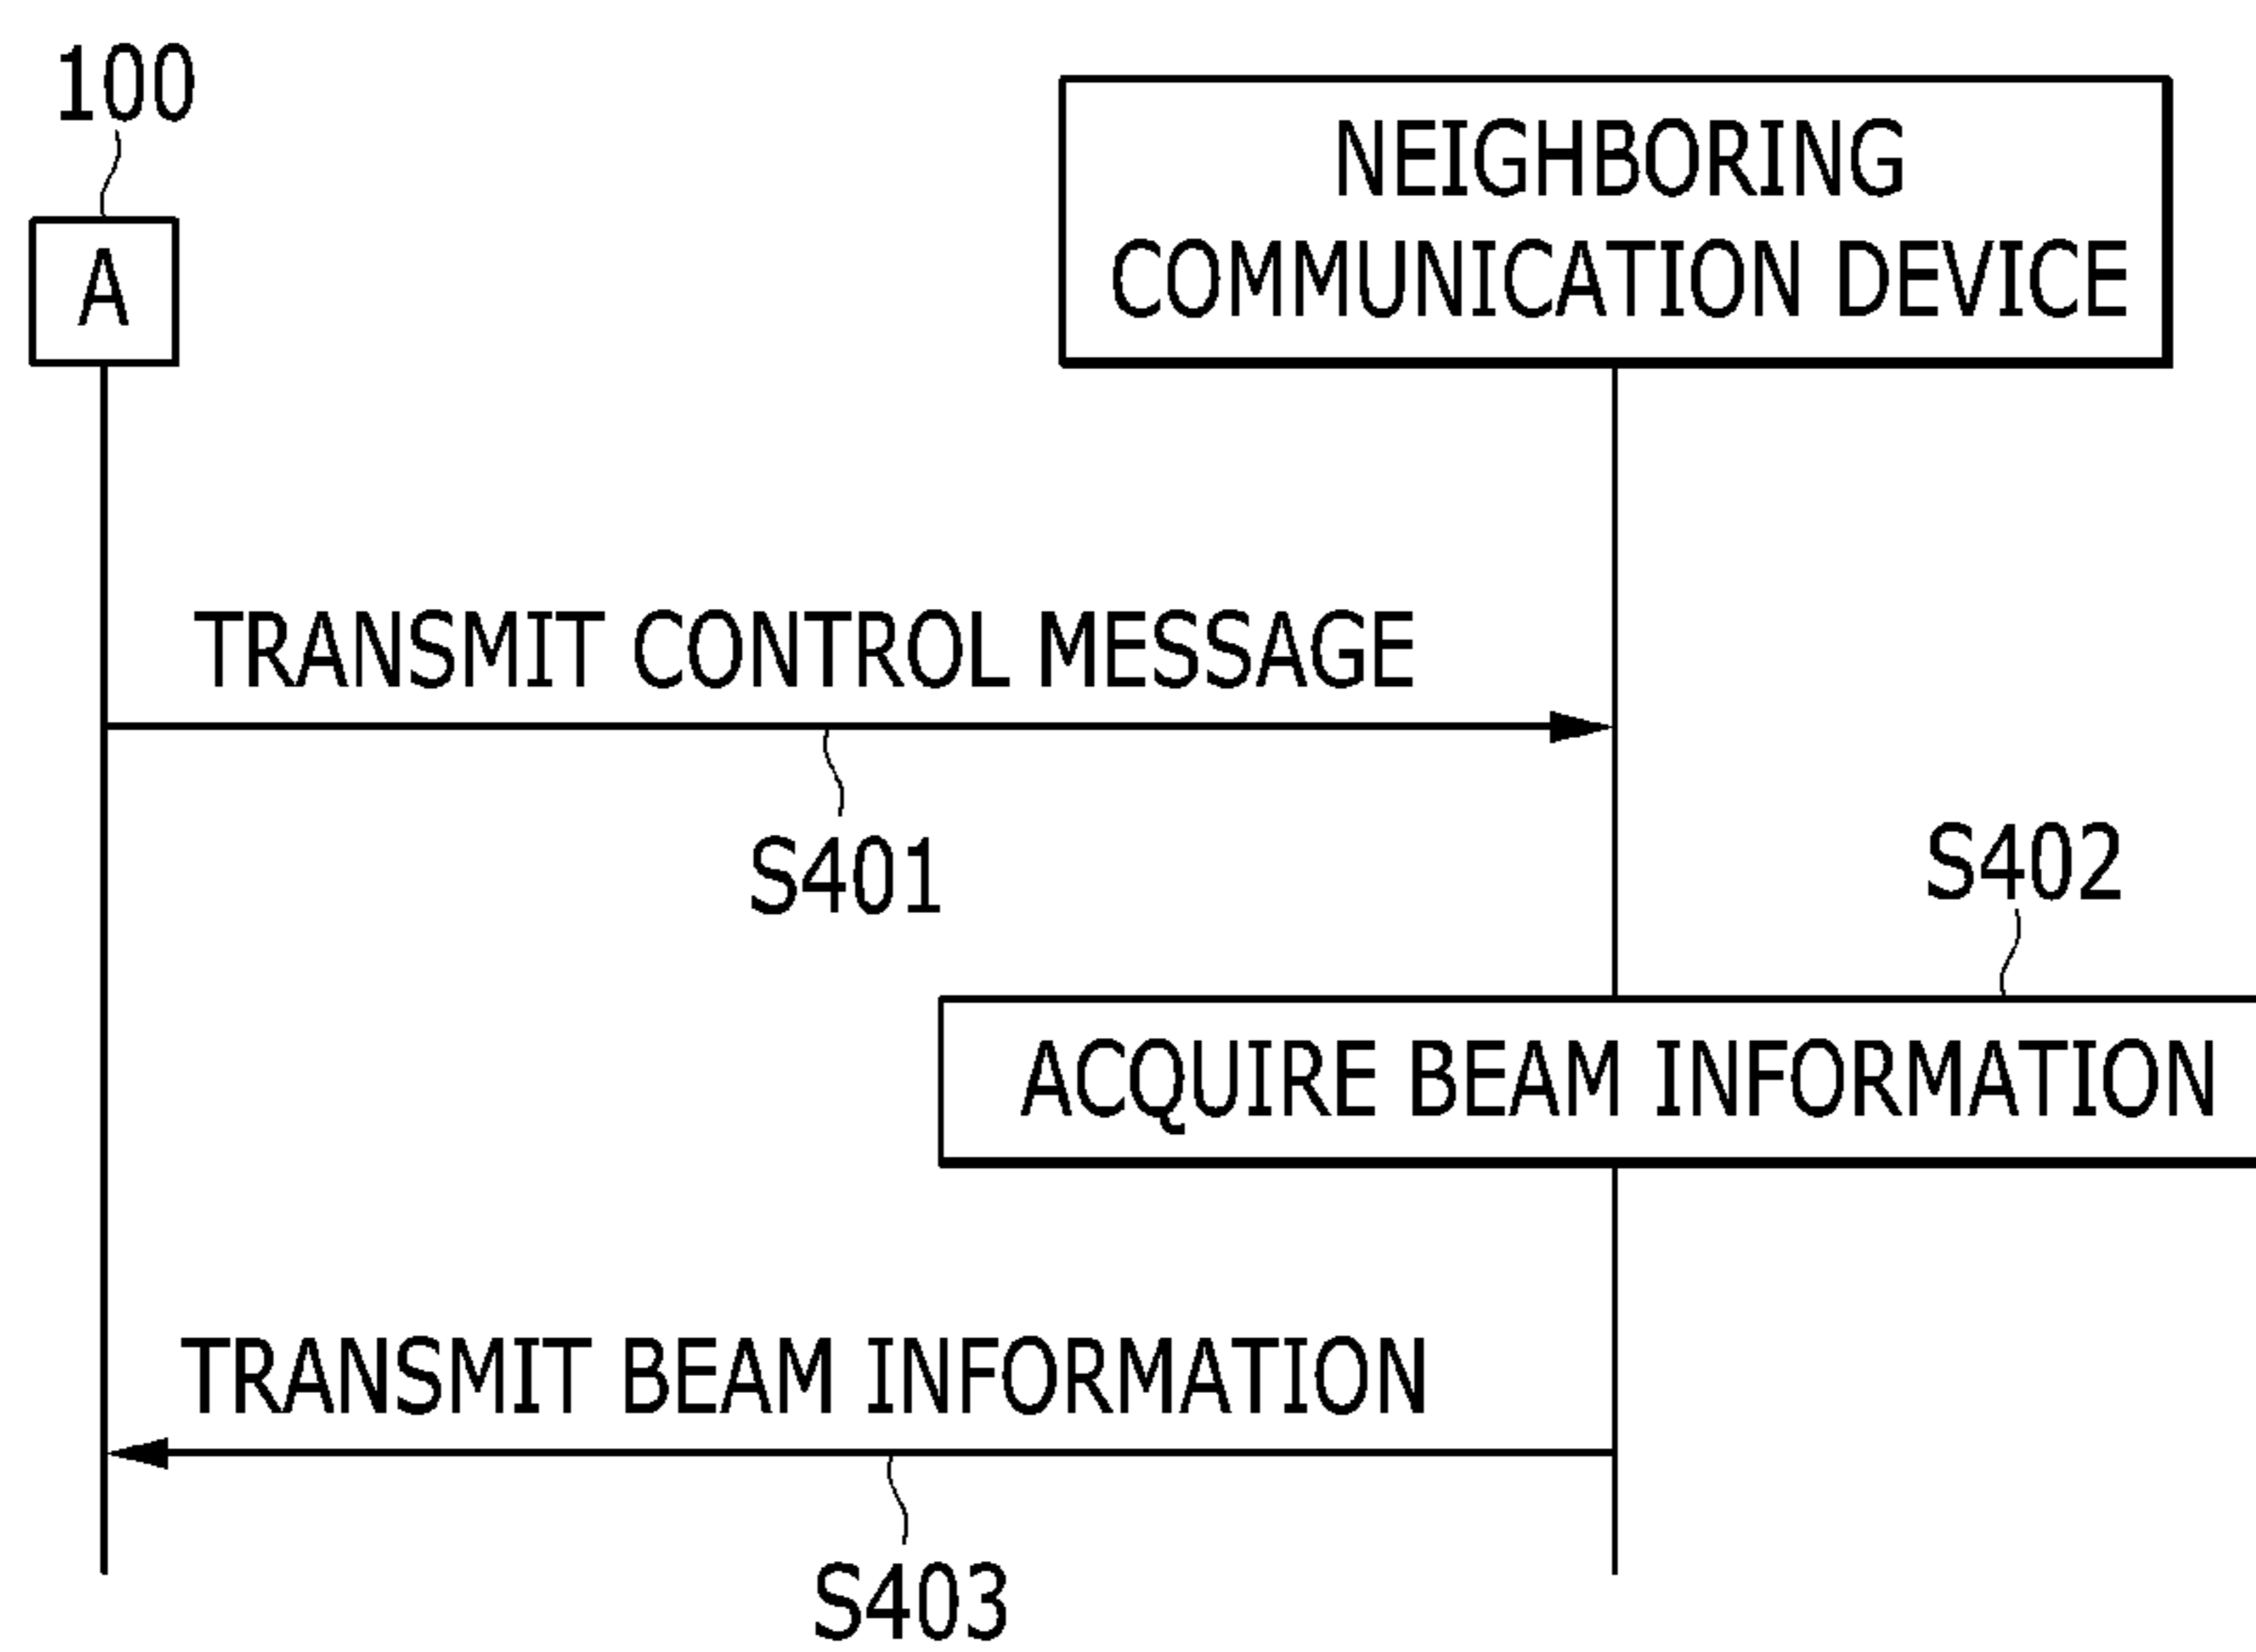 100
A
NEIGHBORING
COMMUNICATION DEVICE
TRANSMIT CONTROL MESSAGE
S401
S402
ACQUIRE BEAM INFORMATION
TRANSMIT BEAM INFORMATION
S403